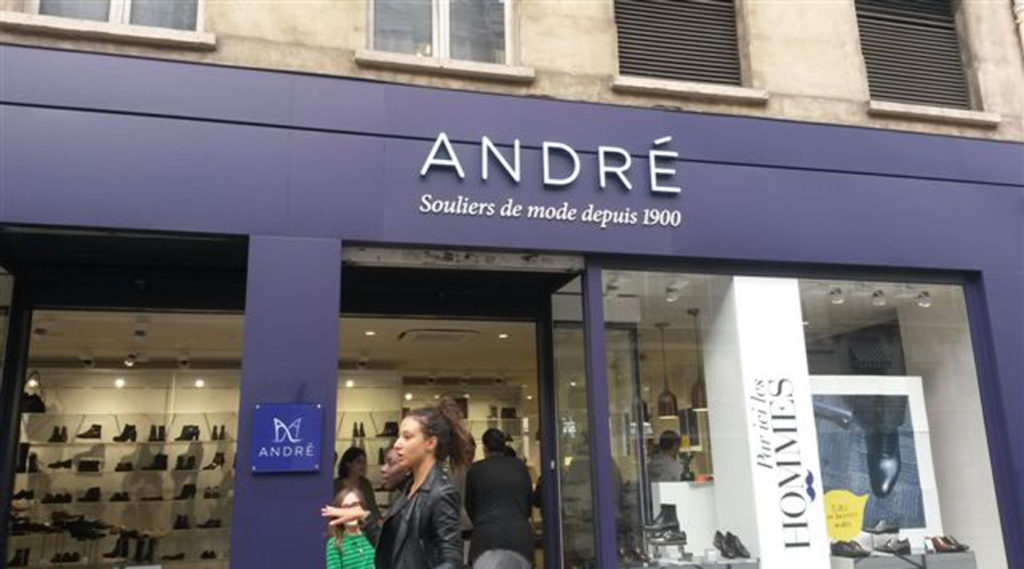 ANDRÉ
Souliers de mode depuis 1900
ANDRÉ
Par ici les
HOMMES